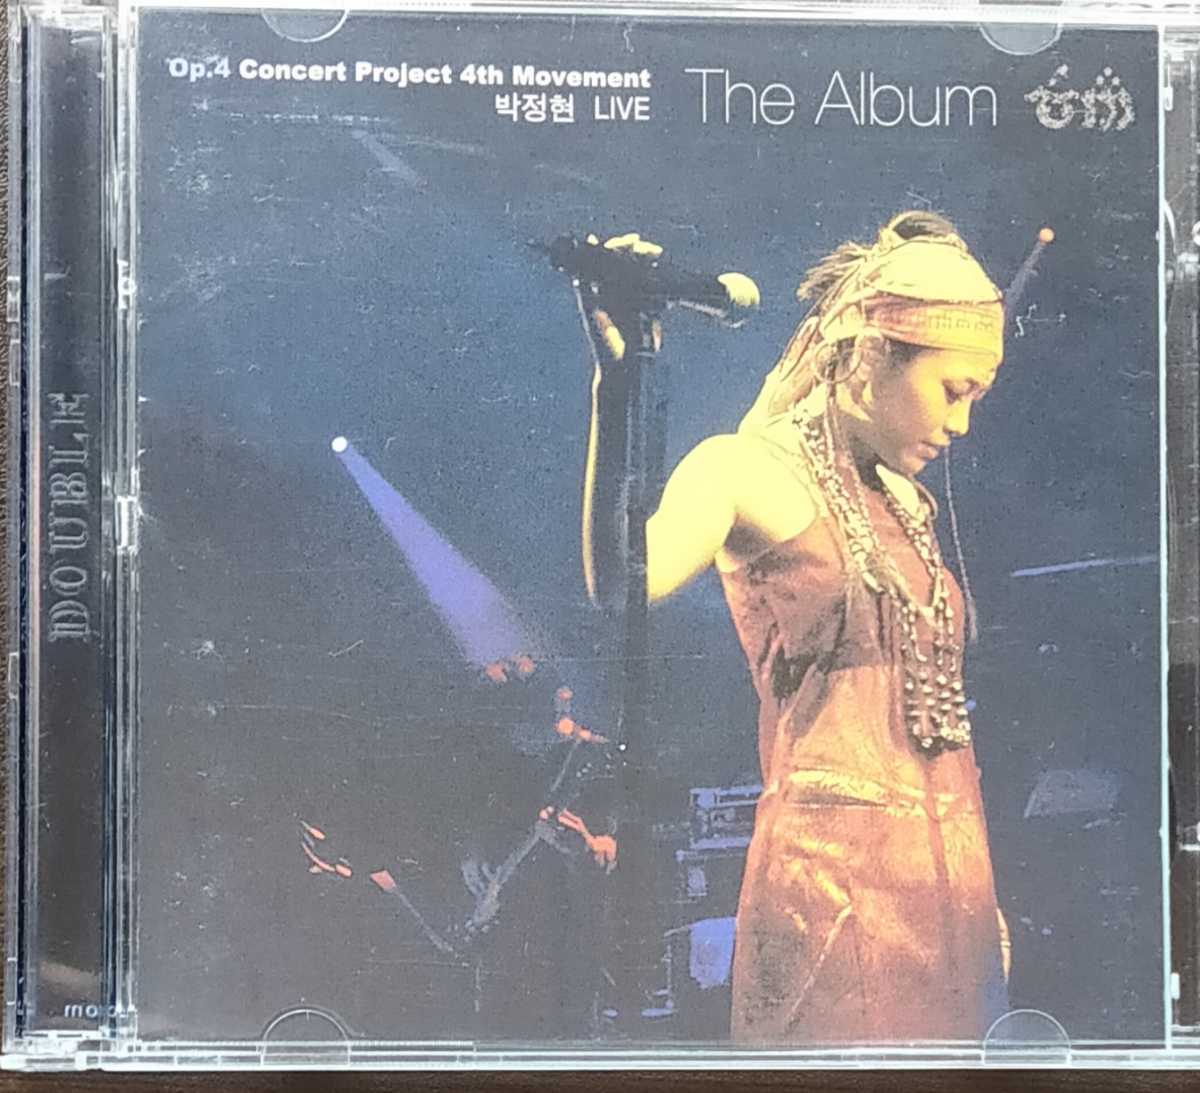 Op.4 Concert Project 4th Movement
박정현 LIVE
The Album
DOUBLE